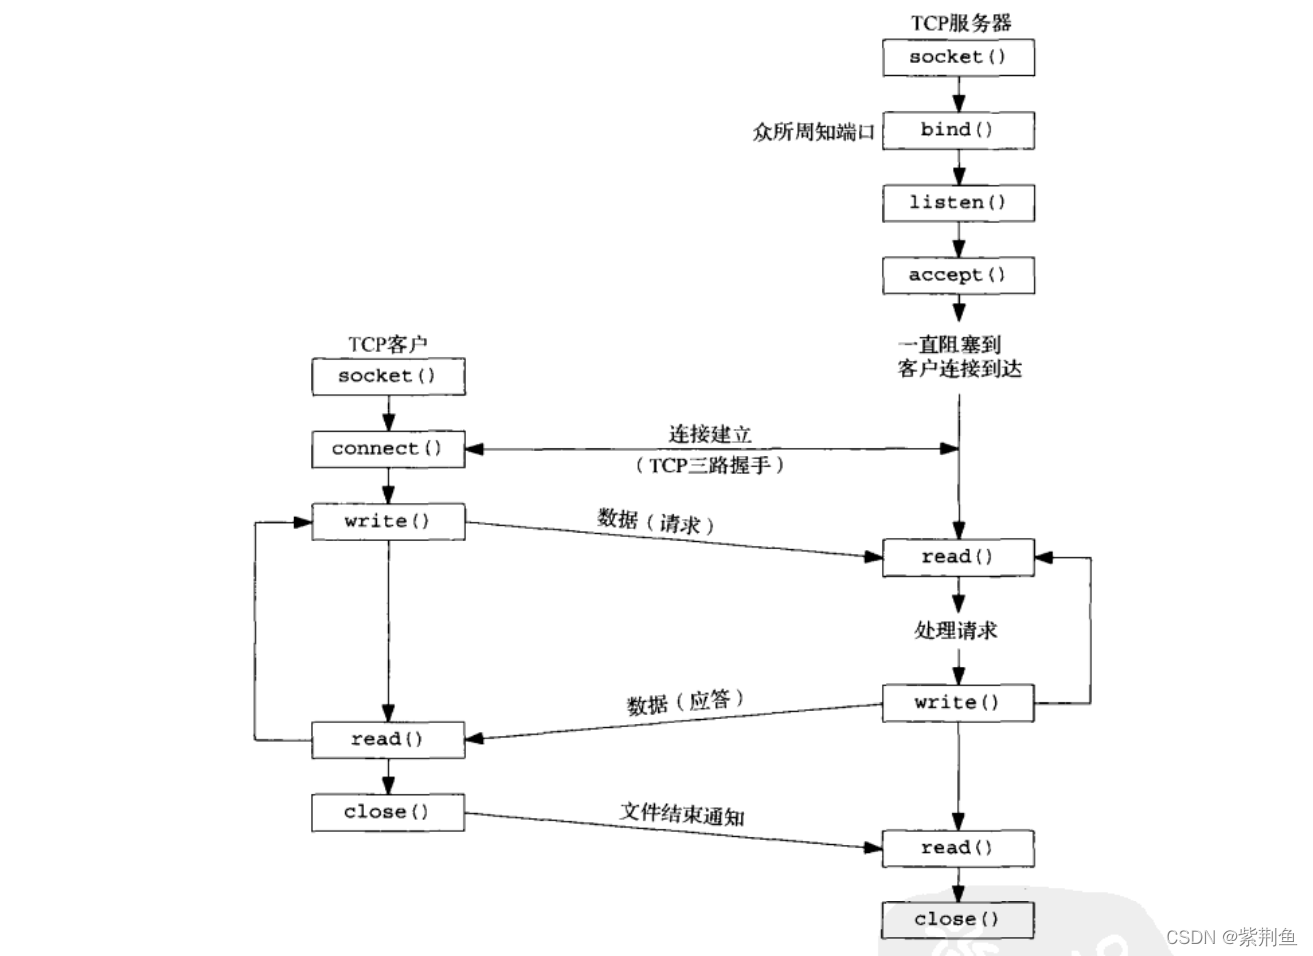 TCP服务器
socket()
众所周知端口
bind()
listen()
accept()
一直阻塞到
客户连接到达
TCP客户
socket()
connect()
连接建立
(TCP三路握手)
write()
数据(请求)
read()
处理请求
数据(应答)
write()
read()
close()
文件结束通知
read()
close()
CSDN @紫荆鱼